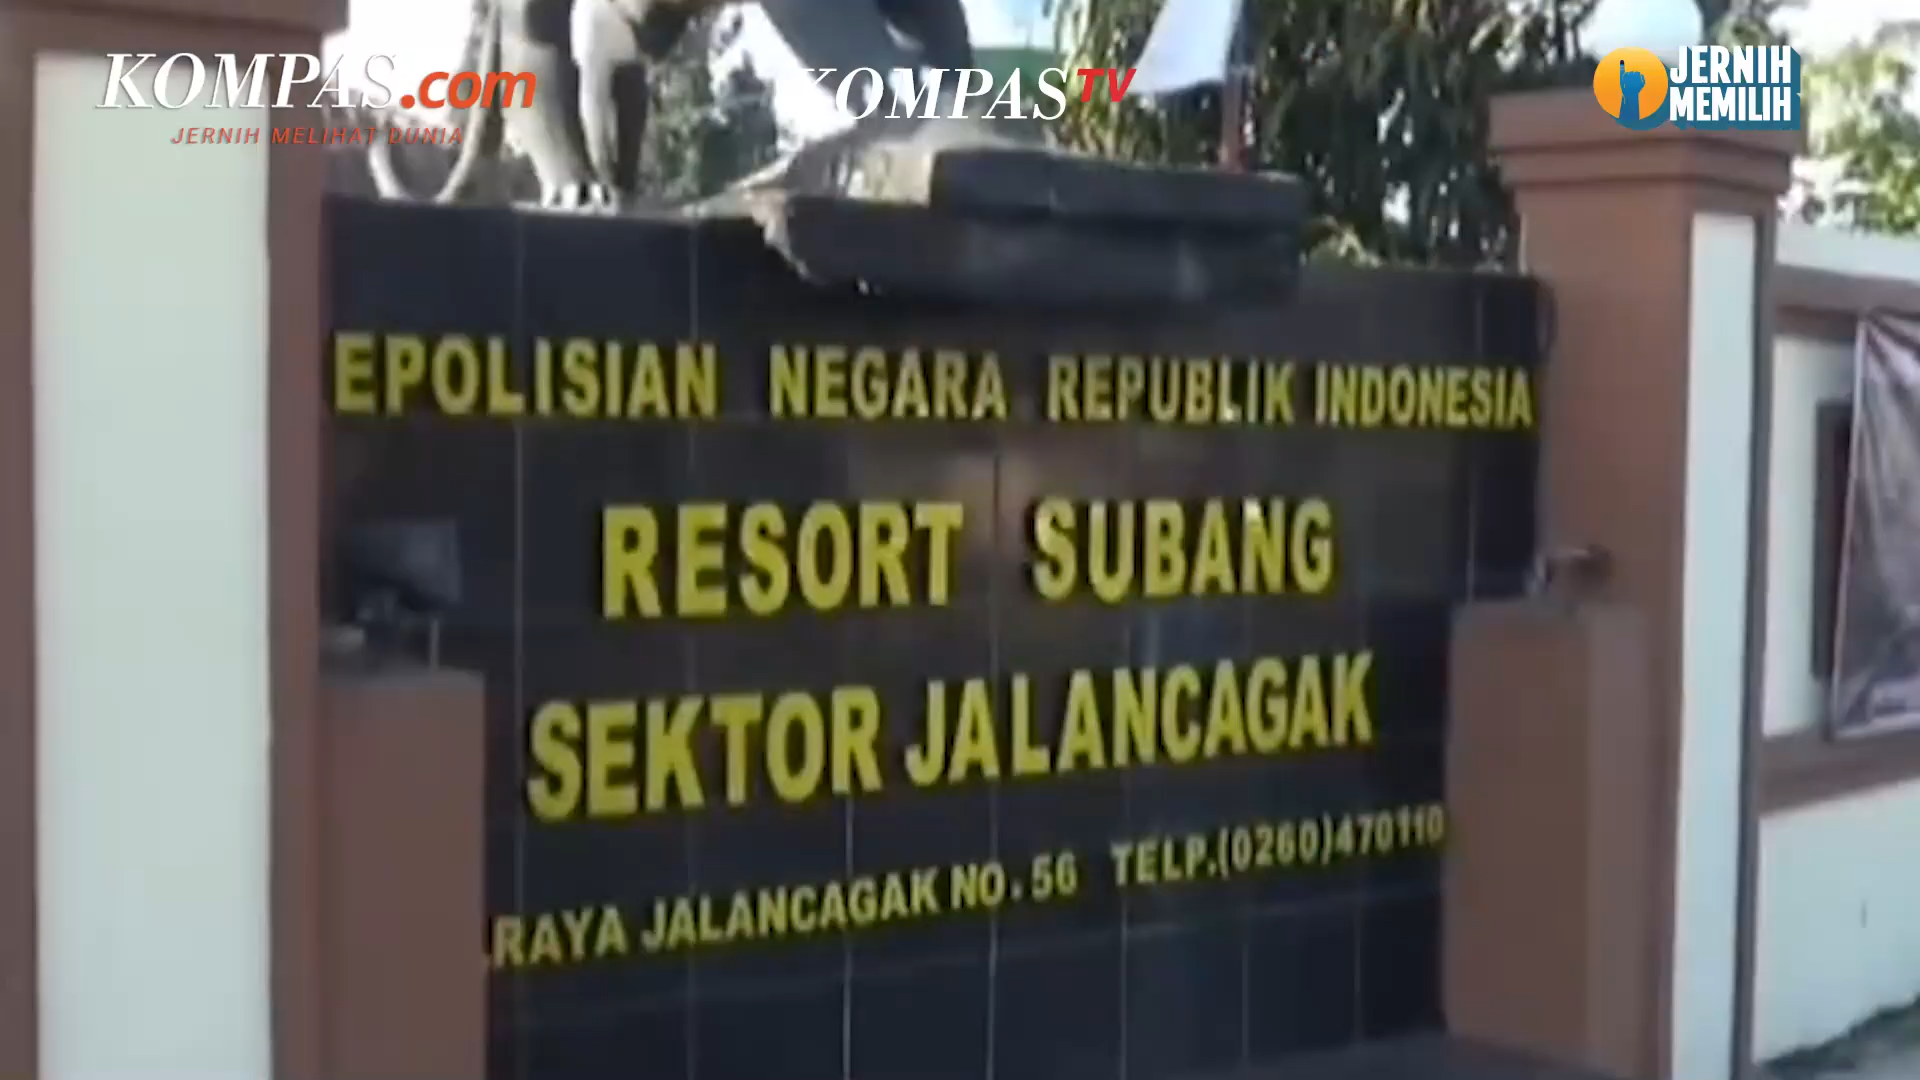 KOMPAS.com
JERNIH MELIHAT DUNIA
KOMPASTV
JERNIH
MEMILIH
EPOLISIAN NEGARA REPUBLIK INDONESIA
RESORT SUBANG
SEKTOR JALANCAGAK
.RAYA JALANCAGAK NO. 56 TELP.(0260)470110